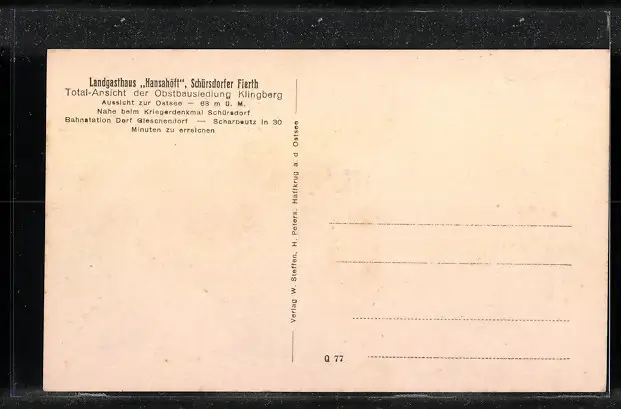 Landgasthaus „Hansahöft“, Schürsdorfer Fierth
Total-Ansicht der Obstbausiedlung Klingberg
Aussicht zur Ostsee — 68 m ü. M.
Nahe beim Kriegerdenkmal Schürsdorf
Bahnstation Dorf Gleschendorf — Scharbeutz in 30
Minuten zu erreichen
Verlag W. Steffen, H. Peters, Haffkrug a. d Ostsee
Q 77